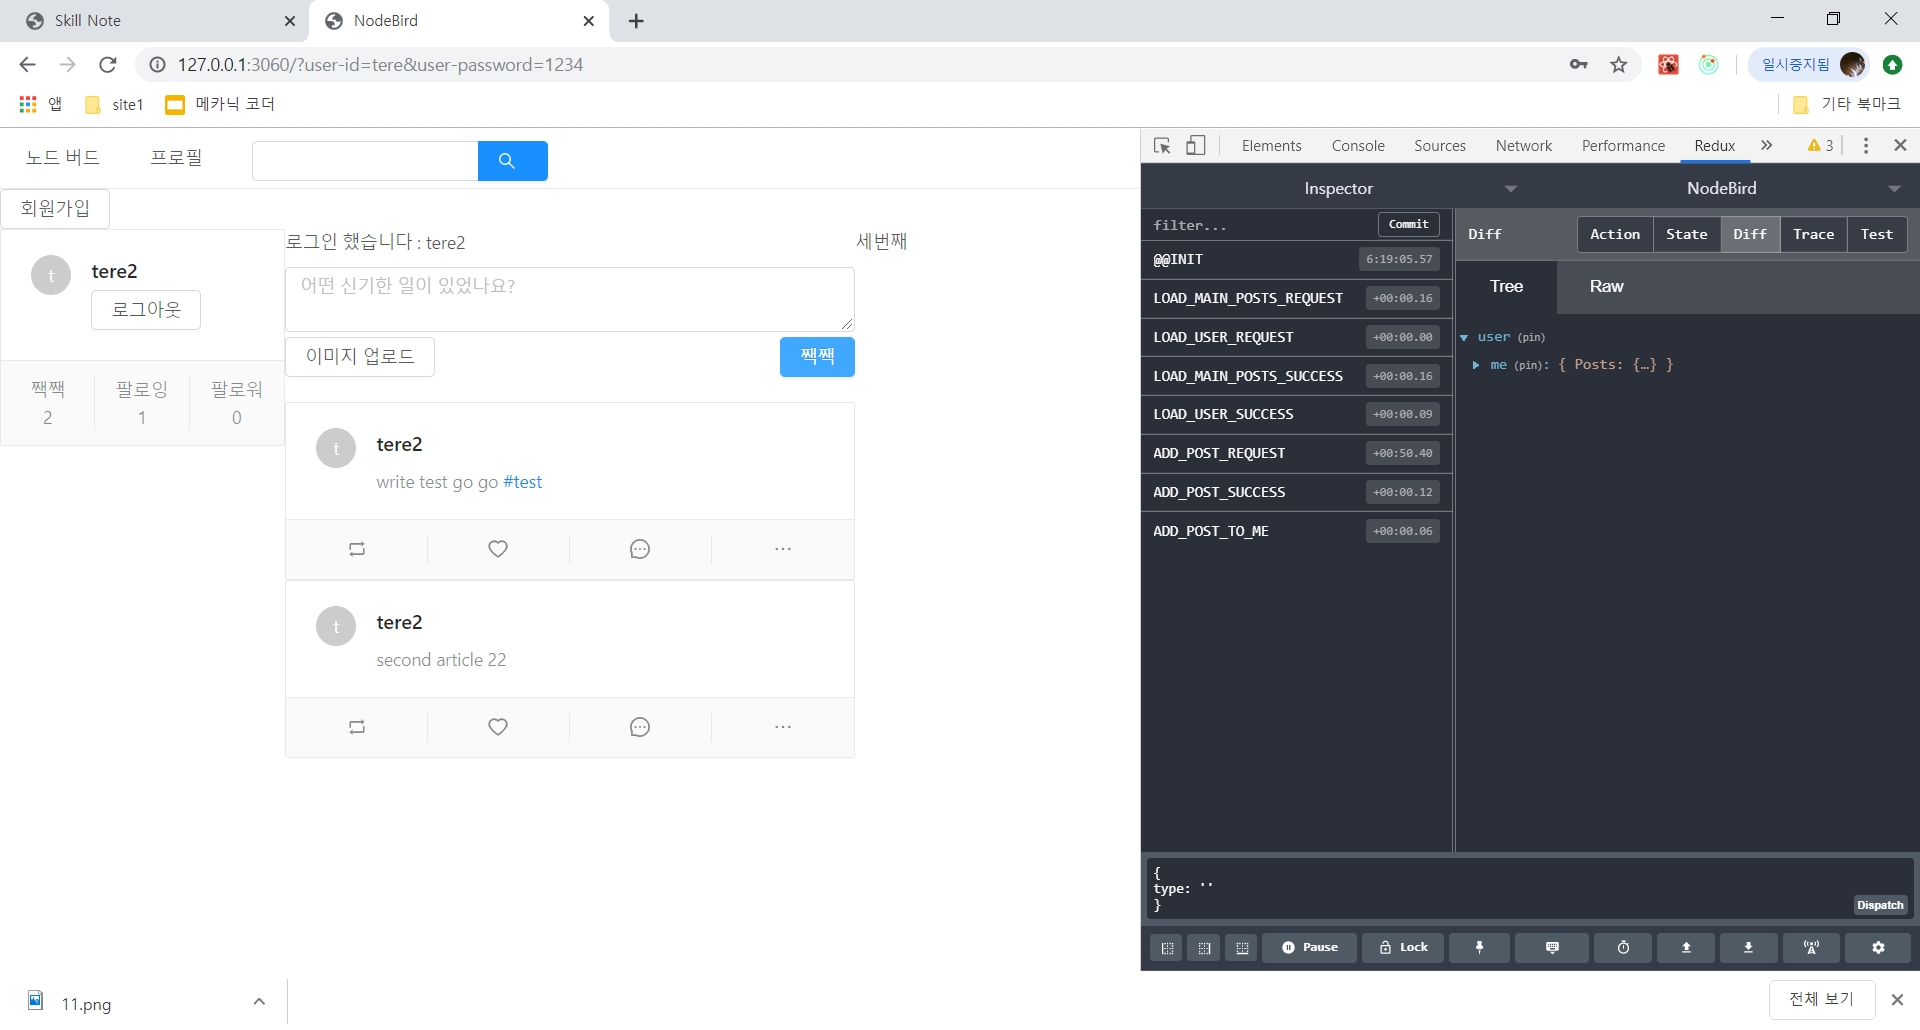 Skill Note
NodeBird
127.0.0.1:3060/?user-id=tere&user-password=1234
일시중지됨
앱
site1
메카닉 코더
기타 북마크
노드 버드
프로필
회원가입
tere2
t
로그아웃
짹짹
2
팔로잉
1
팔로워
0
로그인 했습니다 : tere2
세번째
어떤 신기한 일이 있었나요?
이미지 업로드
짹짹
t
tere2
write test go go #test
t
tere2
second article 22
Elements
Console
Sources
Network
Performance
Redux
»
3
Inspector
NodeBird
filter...
Commit
@@INIT
6:19:05.57
LOAD_MAIN_POSTS_REQUEST
+00:00.16
LOAD_USER_REQUEST
+00:00.00
LOAD_MAIN_POSTS_SUCCESS
+00:00.16
LOAD_USER_SUCCESS
+00:00.09
ADD_POST_REQUEST
+00:50.40
ADD_POST_SUCCESS
+00:00.12
ADD_POST_TO_ME
+00:00.06
Diff
Action
State
Diff
Trace
Test
Tree
Raw
user (pin)
me (pin): { Posts: {…} }
{
type: ''
}
Dispatch
Pause
Lock
11.png
전체 보기